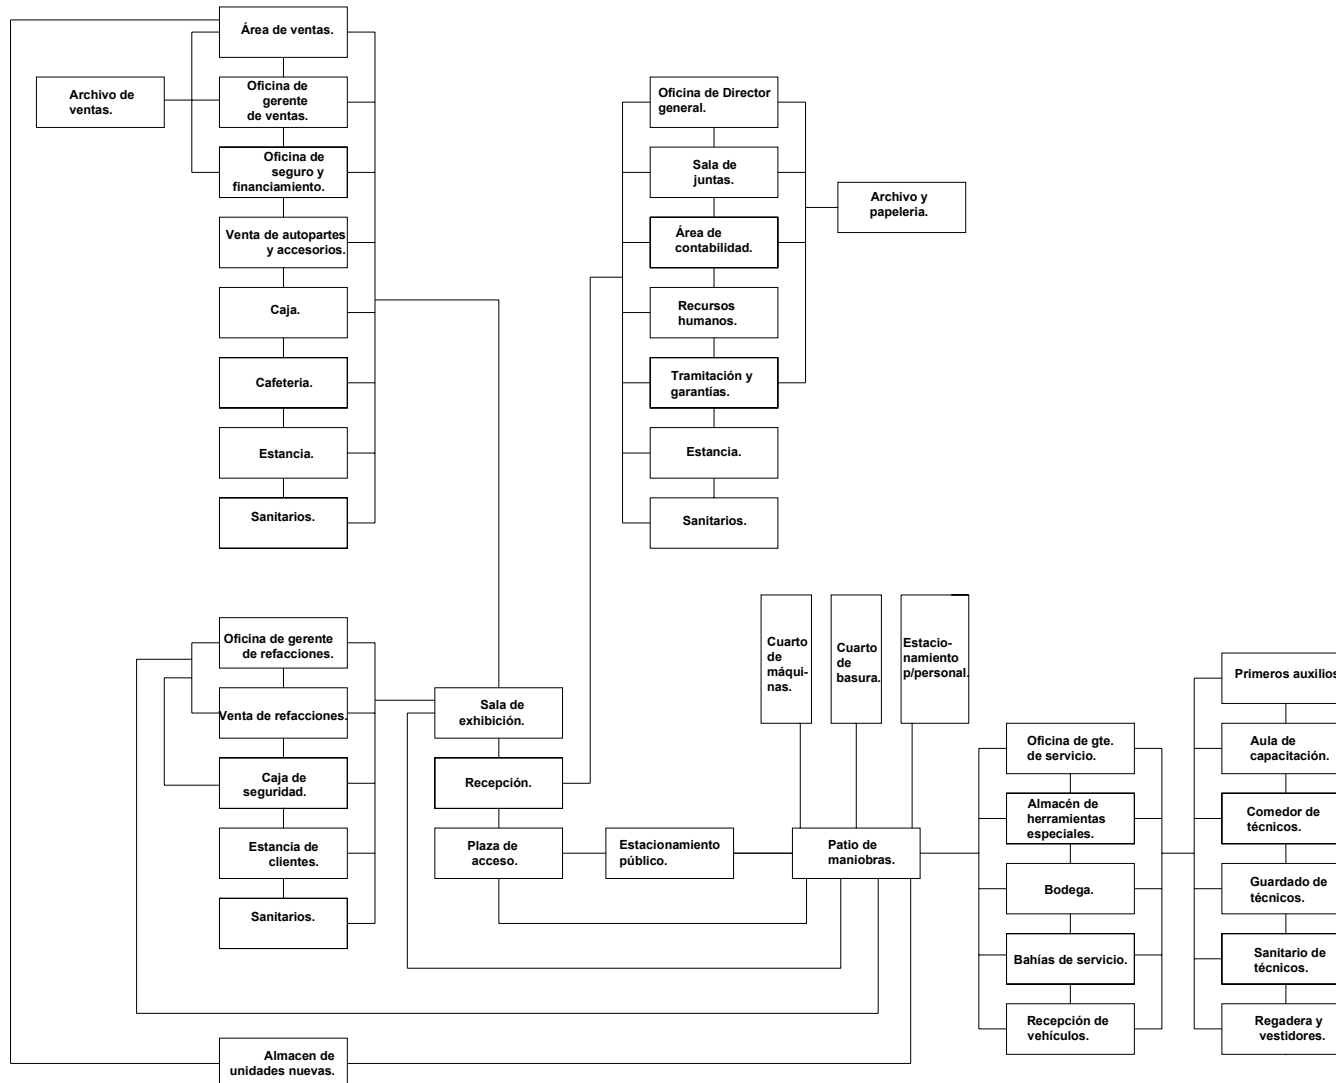 Área de ventas.
Archivo de
ventas.
Oficina de
gerente
de ventas.
Oficina de
seguro y
financiamiento.
Venta de autopartes
y accesorios.
Caja.
Cafeteria.
Estancia.
Sanitarios.
Oficina de Director
general.
Sala de
juntas.
Archivo y
papeleria.
Área de
contabilidad.
Recursos
humanos.
Tramitación y
garantías.
Estancia.
Sanitarios.
Oficina de gerente
de refacciones.
Venta de refacciones.
Caja de
seguridad.
Estancia de
clientes.
Sanitarios.
Sala de
exhibición.
Recepción.
Plaza de
acceso.
Estacionamiento
público.
Cuarto
de
máqui-
nas.
Cuarto
de
basura.
Estacio-
namiento
p/personal.
Patio de
maniobras.
Oficina de gte.
de servicio.
Almacén de
herramientas
especiales.
Bodega.
Bahías de servicio.
Recepción de
vehículos.
Primeros auxilios
Aula de
capacitación.
Comedor de
técnicos.
Guardado de
técnicos.
Sanitario de
técnicos.
Regadera y
vestidores.
Almacen de
unidades nuevas.